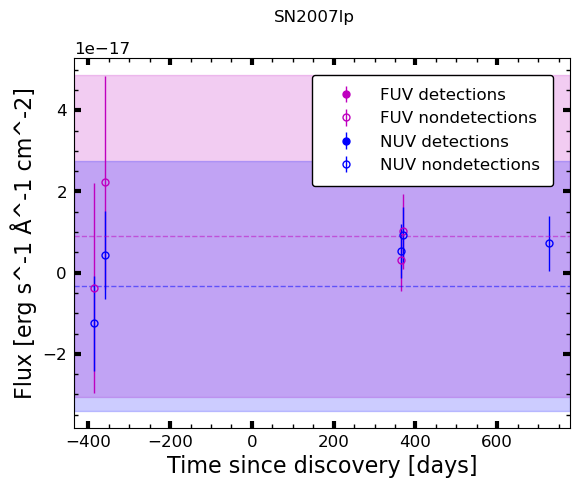 SN2007lp
1e−17
FUV detections
FUV nondetections
NUV detections
NUV nondetections
4
2
0
−2
Flux [erg s^-1 Å^-1 cm^-2]
−400 −200 0 200 400 600
Time since discovery [days]